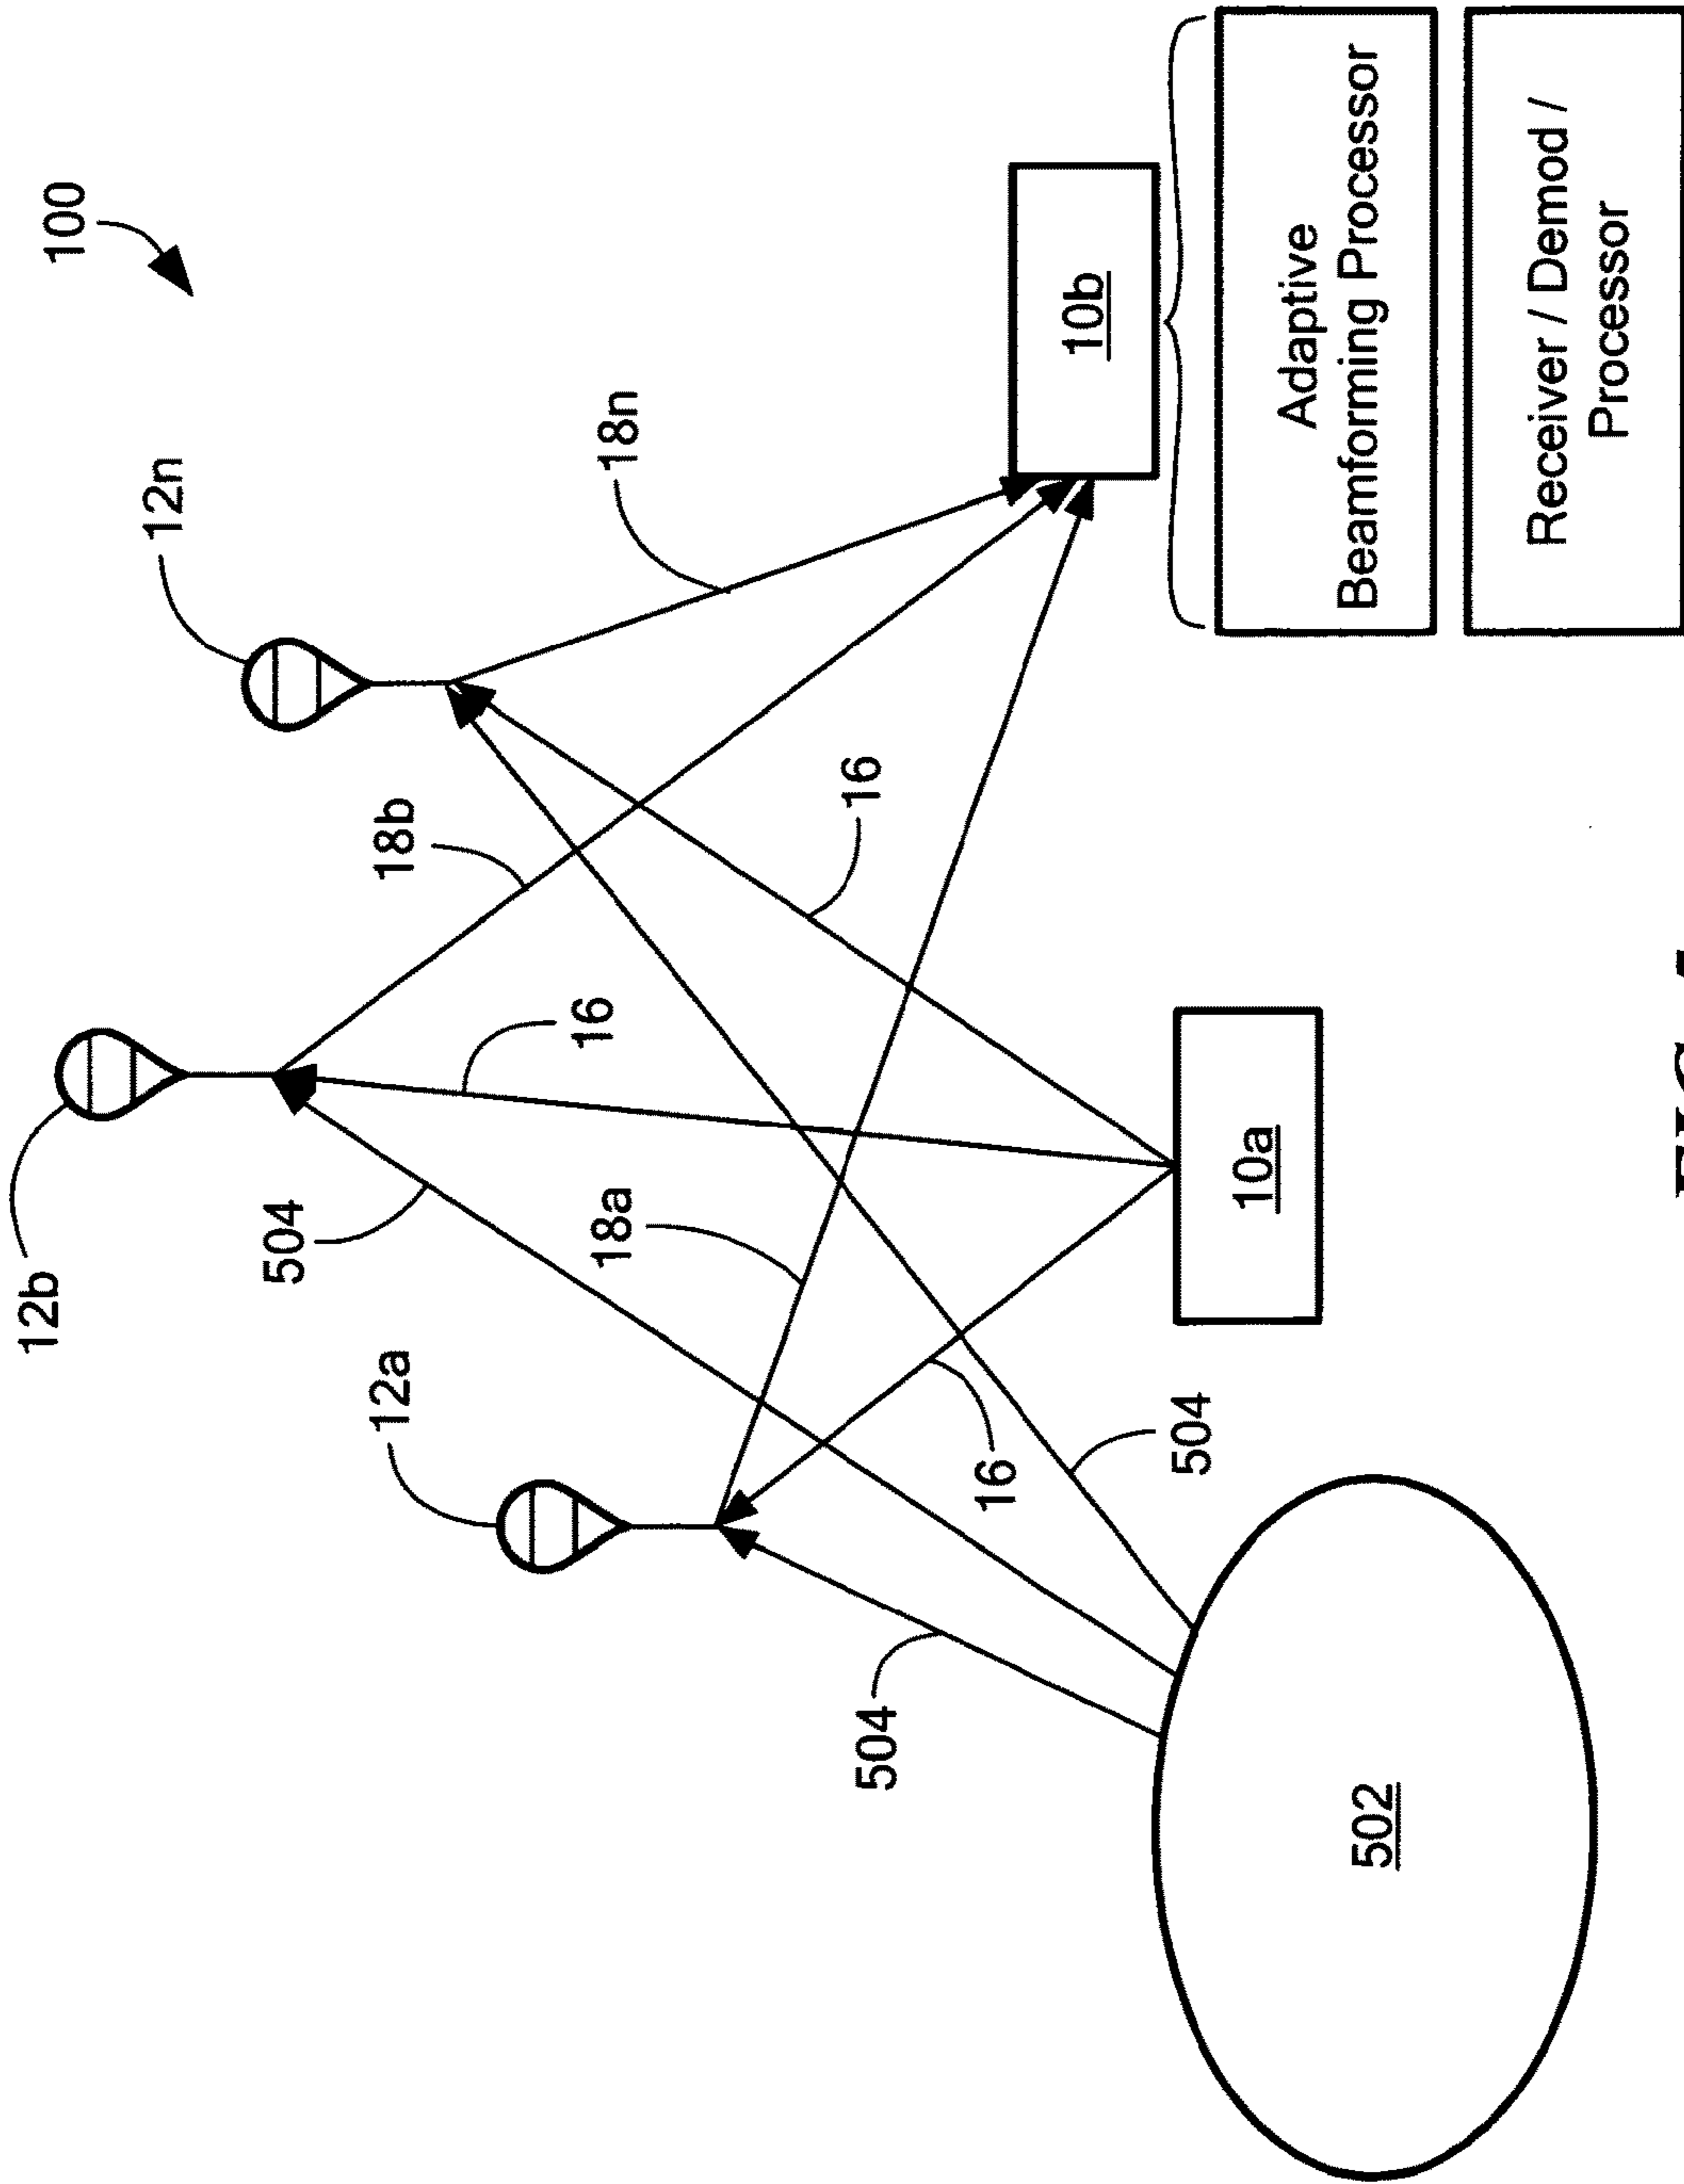 12b
100
12n
504
12a
18b
16
18a
18n
16
504
16
10b
504
10a
Adaptive
Beamforming Processor
502
Receiver / Demod /
Processor